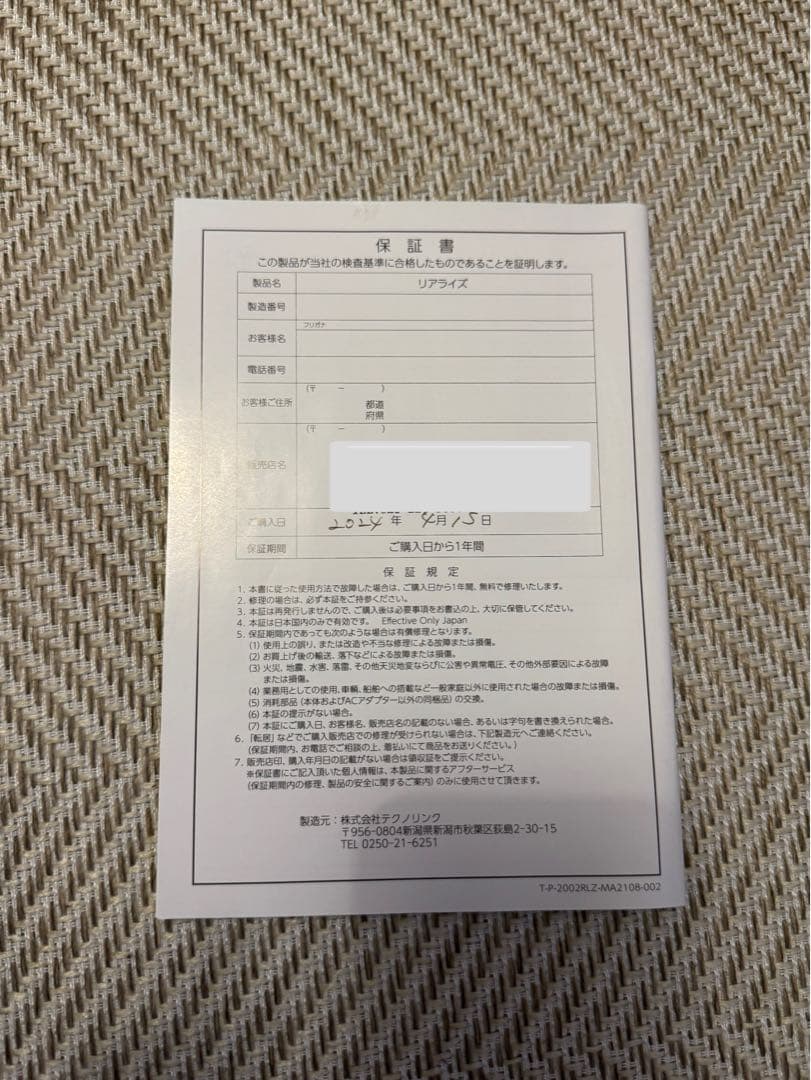 保 証 書
この製品が当社の検査基準に合格したものであることを証明します。
製品名 リアライズ
製造番号
フリガナ
お客様名
電話番号
お客様ご住所 (〒 － )
都道
府県
販売店名 (〒 － )
ご購入日 2024 年 4月 15 日
保証期間 ご購入日から1年間
保 証 規 定
1. 本書に従った使用方法で故障した場合は、ご購入日から1年間、無料で修理いたします。
2. 修理の場合は、必ず本証をご持参ください。
3. 本証は再発行しませんので、ご購入後は必要事項をお書込の上、大切に保管してください。
4. 本証は日本国内のみで有効です。 Effective Only Japan
5. 保証期間内であっても次のような場合は有償修理となります。
(1) 使用上の誤り、または改造や不当な修理による故障または損傷。
(2) お買上げ後の輸送、落下などによる故障または損傷。
(3) 火災、地震、水害、落雷、その他天災地変ならびに公害や異常電圧、その他外部要因による故障
または損傷。
(4) 業務用としての使用、車輌、船舶への搭載など一般家庭以外に使用された場合の故障または損傷。
(5) 消耗部品（本体およびACアダプター以外の同梱品）の交換。
(6) 本証の提示がない場合。
(7) 本証にご購入日、お客様名、販売店名の記載のない場合、あるいは字句を書き換えられた場合。
6. 「転居」などでご購入販売店での修理が受けられない場合は、下記製造元へご連絡ください。
(保証期間内、お電話でご相談の上、着払いにて商品をお送りください。)
7. 販売店印、購入年月日の記載がない場合は領収証をご提示ください。
※保証書にご記入頂いた個人情報は、本製品に関するアフターサービス
(保証期間内の修理、製品の安全に関するご案内) のみに使用させて頂きます。
製造元：株式会社テクノリンク
〒956-0804新潟県新潟市秋葉区荻島2-30-15
TEL 0250-21-6251
T-P-2002RLZ-MA2108-002